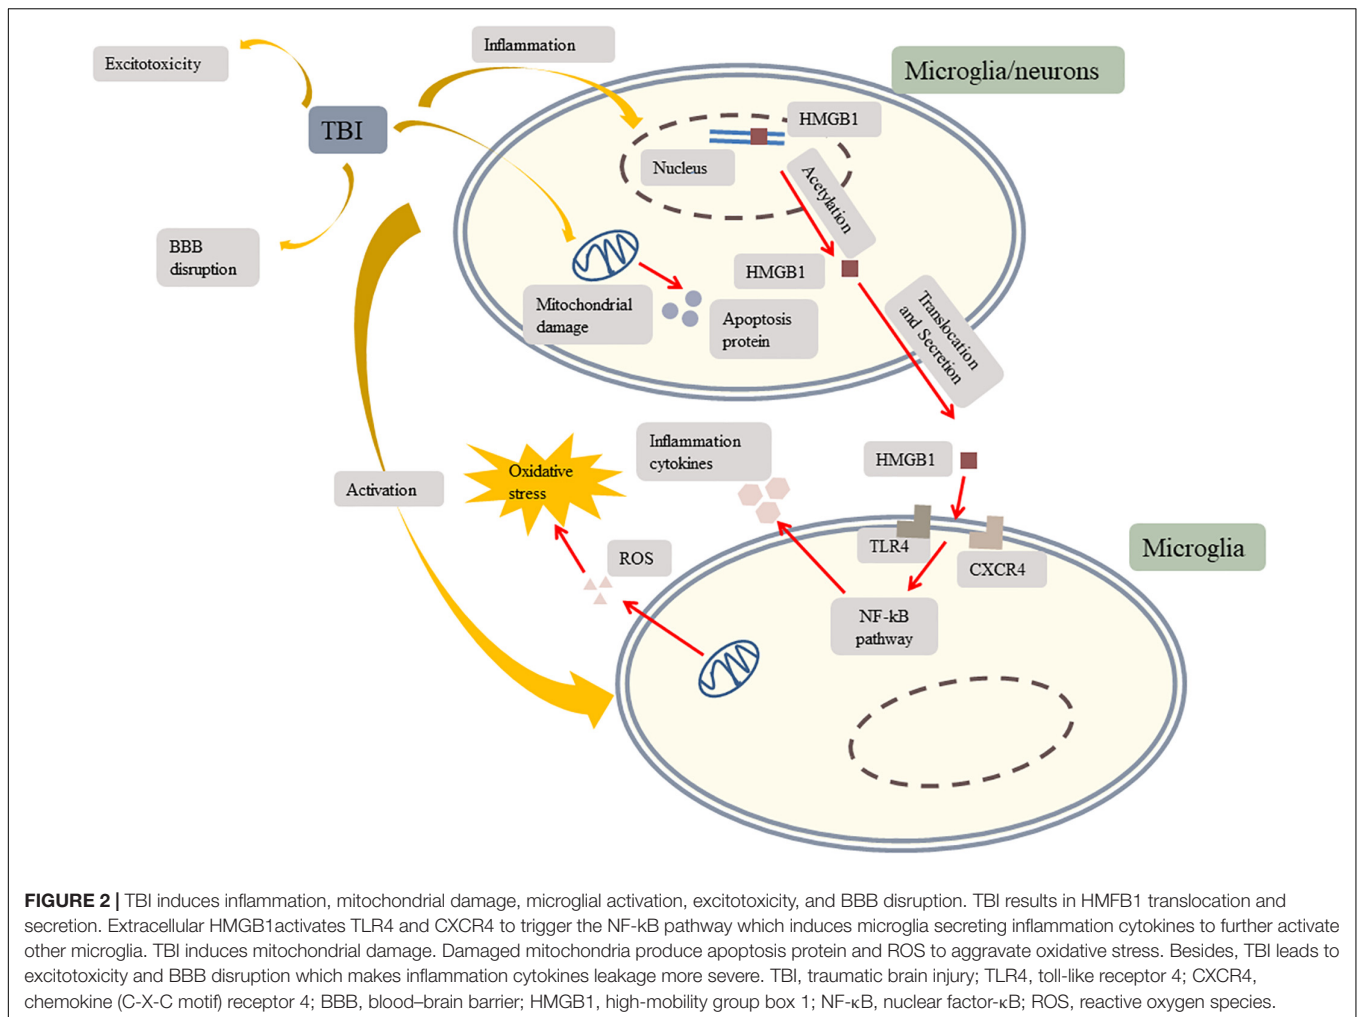 Inflammation
Excitotoxicity
Microglia/neurons
TBI
HMGB1
Nucleus
Acetylation
BBB
disruption
HMGB1
Mitochondrial
damage
Apoptosis
protein
Translocation
and Secretion
Inflammation
cytokines
HMGB1
Oxidative
stress
Activation
TLR4
Microglia
ROS
CXCR4
NF-kB
pathway
FIGURE 2 | TBI induces inflammation, mitochondrial damage, microglial activation, excitotoxicity, and BBB disruption. TBI results in HMFB1 translocation and
secretion. Extracellular HMGB1activates TLR4 and CXCR4 to trigger the NF-kB pathway which induces microglia secreting inflammation cytokines to further activate
other microglia. TBI induces mitochondrial damage. Damaged mitochondria produce apoptosis protein and ROS to aggravate oxidative stress. Besides, TBI leads to
excitotoxicity and BBB disruption which makes inflammation cytokines leakage more severe. TBI, traumatic brain injury; TLR4, toll-like receptor 4; CXCR4,
chemokine (C-X-C motif) receptor 4; BBB, blood–brain barrier; HMGB1, high-mobility group box 1; NF-κB, nuclear factor-κB; ROS, reactive oxygen species.